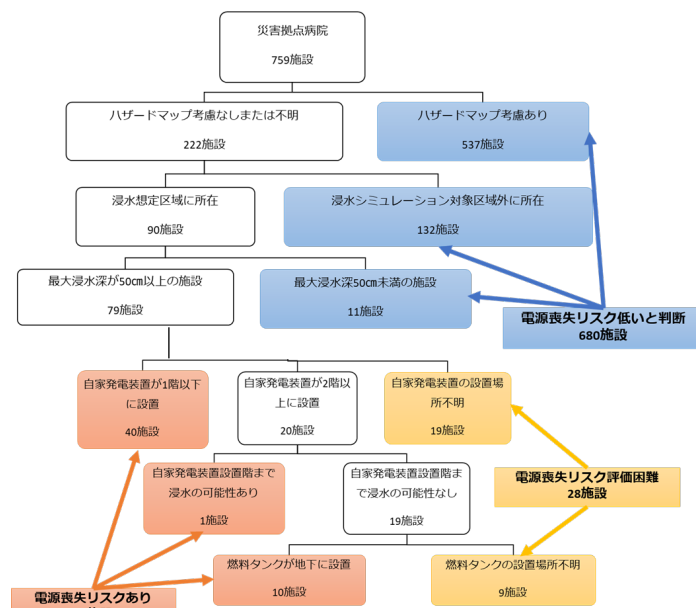 災害拠点病院
759施設
ハザードマップ考慮なしまたは不明
222施設
ハザードマップ考慮あり
537施設
浸水想定区域に所在
90施設
浸水シミュレーション対象区域外に所在
132施設
最大浸水深が50㎝以上の施設
79施設
最大浸水深50㎝未満の施設
11施設
電源喪失リスク低いと判断
680施設
自家発電装置が1階以下
に設置
40施設
自家発電装置が2階以
上に設置
20施設
自家発電装置の設置場
所不明
19施設
自家発電装置設置階まで
浸水の可能性あり
1施設
自家発電装置設置階ま
で浸水の可能性なし
19施設
電源喪失リスク評価困難
28施設
燃料タンクが地下に設置
10施設
燃料タンクの設置場所不明
9施設
電源喪失リスクあり